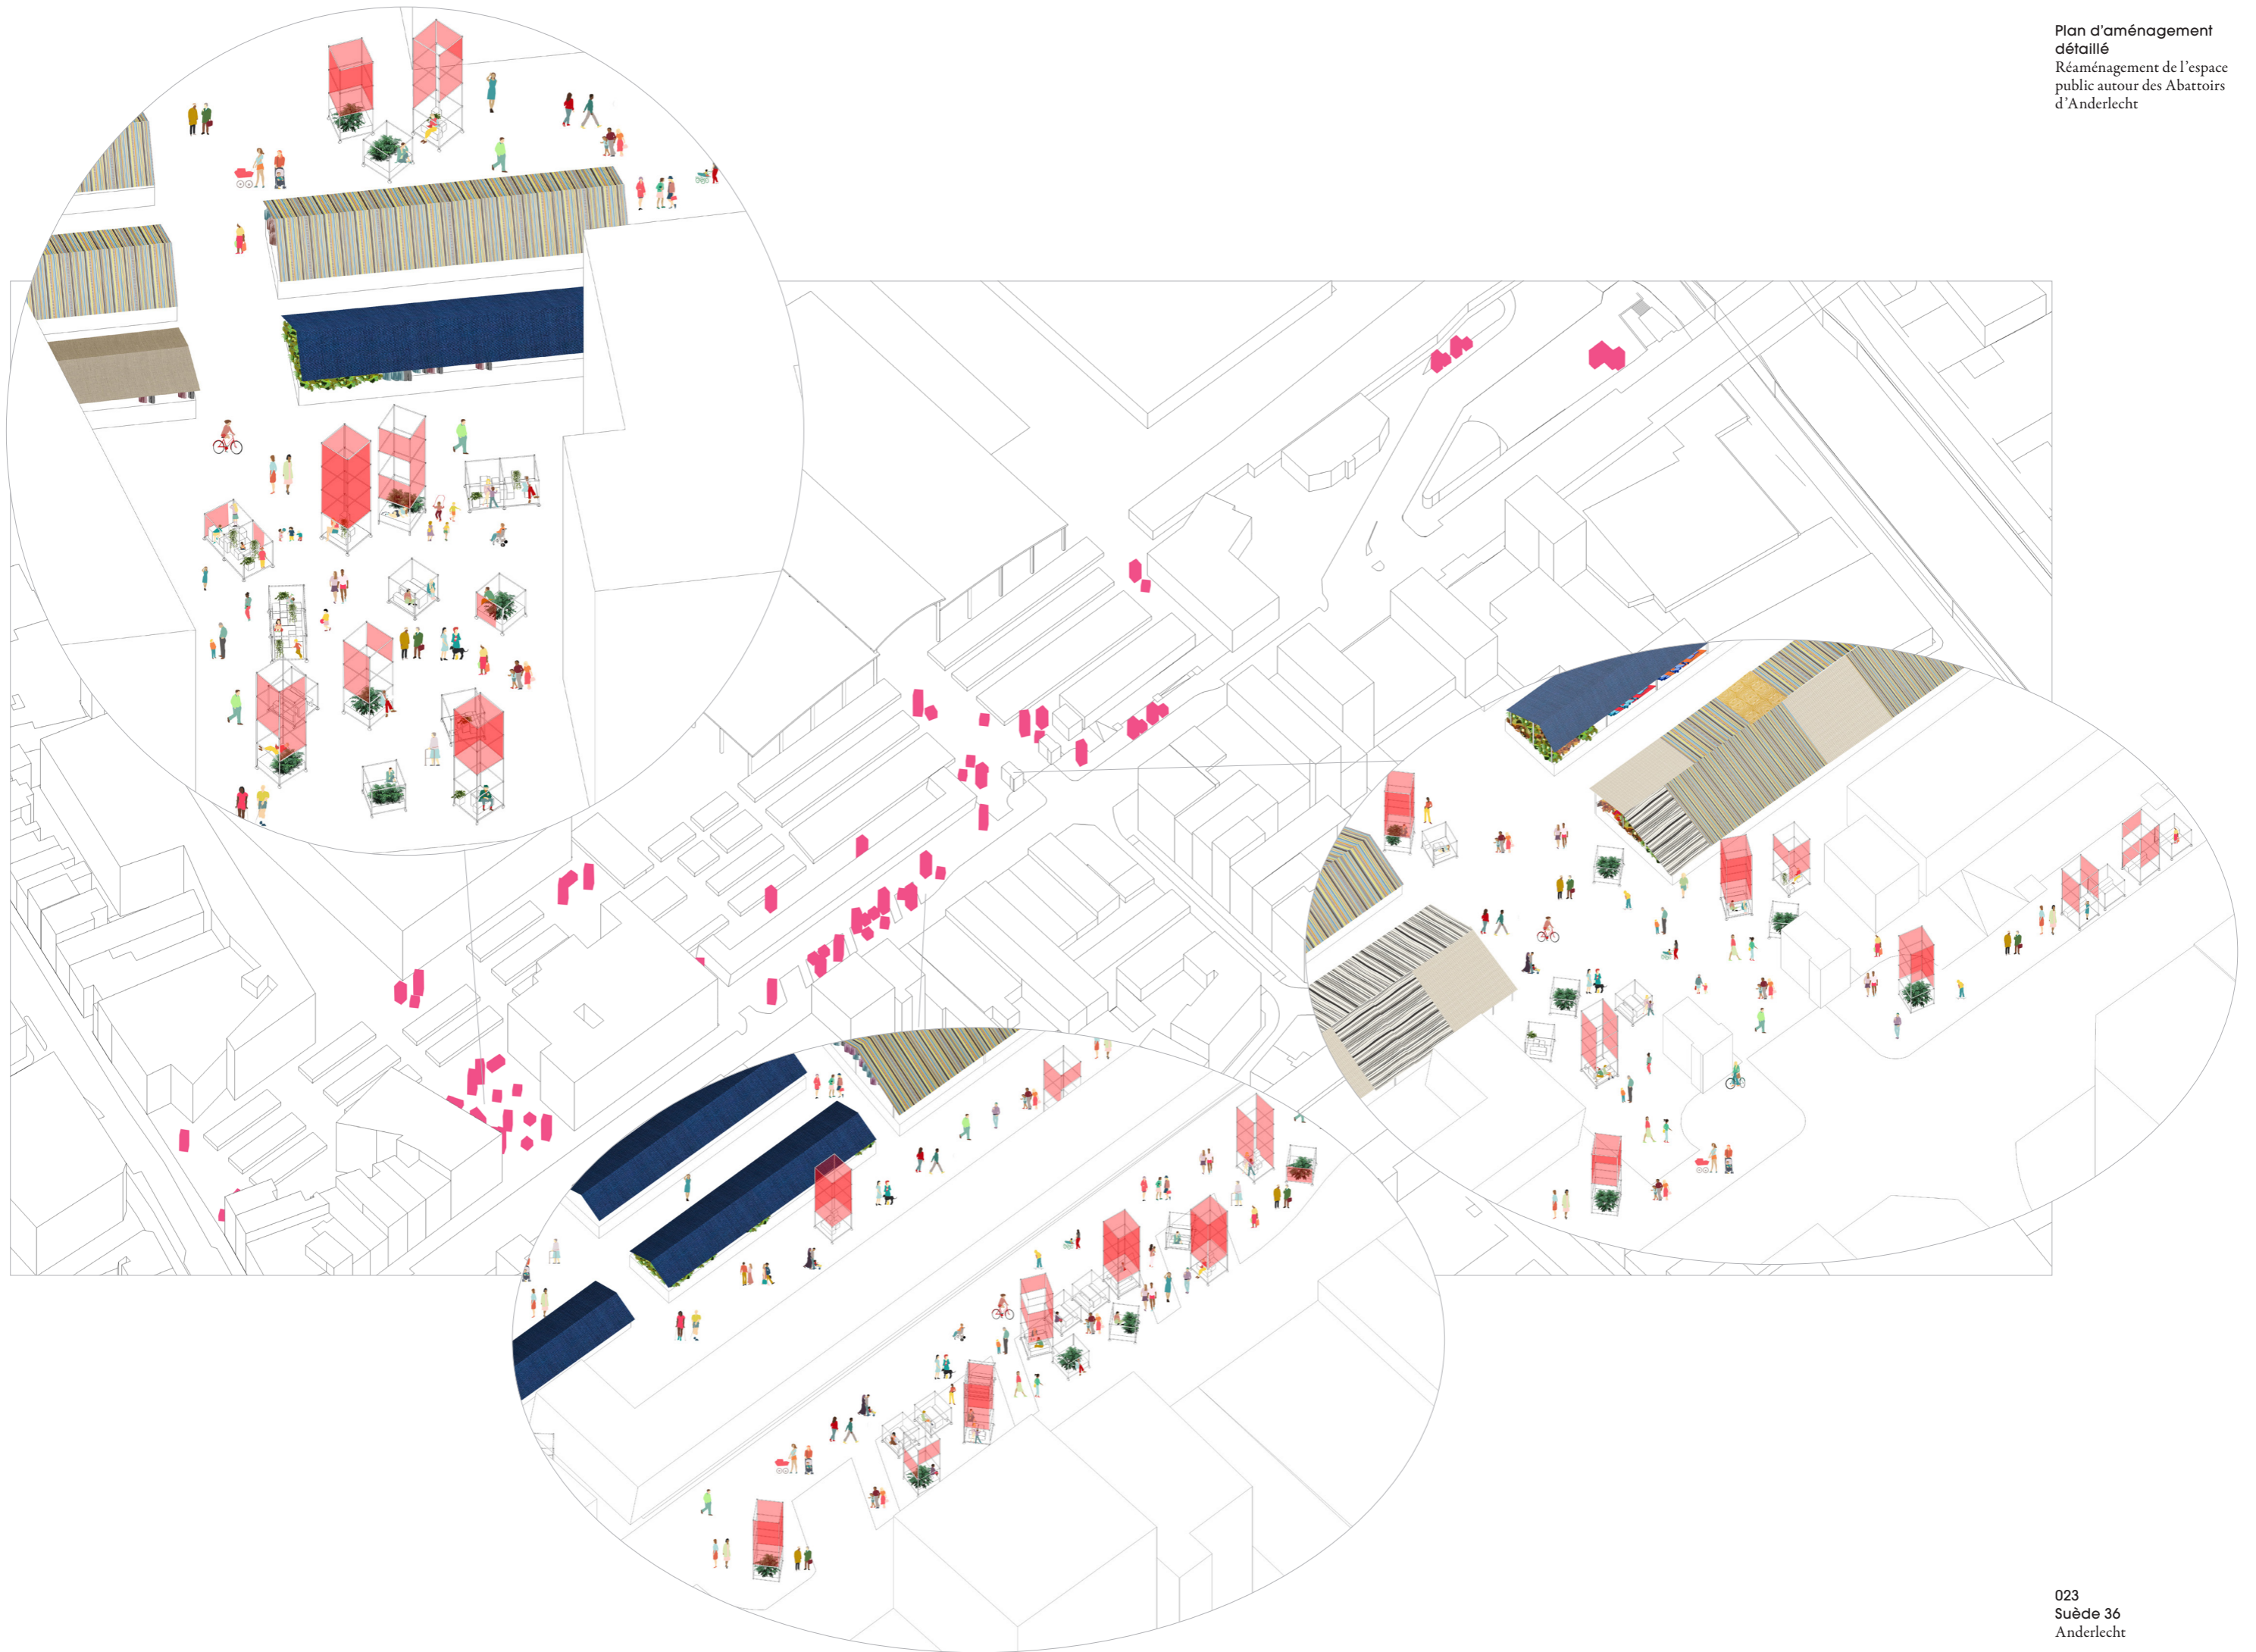 Plan d'aménagement
détaillé
Réaménagement de l'espace
public autour des Abattoirs
d'Anderlecht
023
Suède 36
Anderlecht